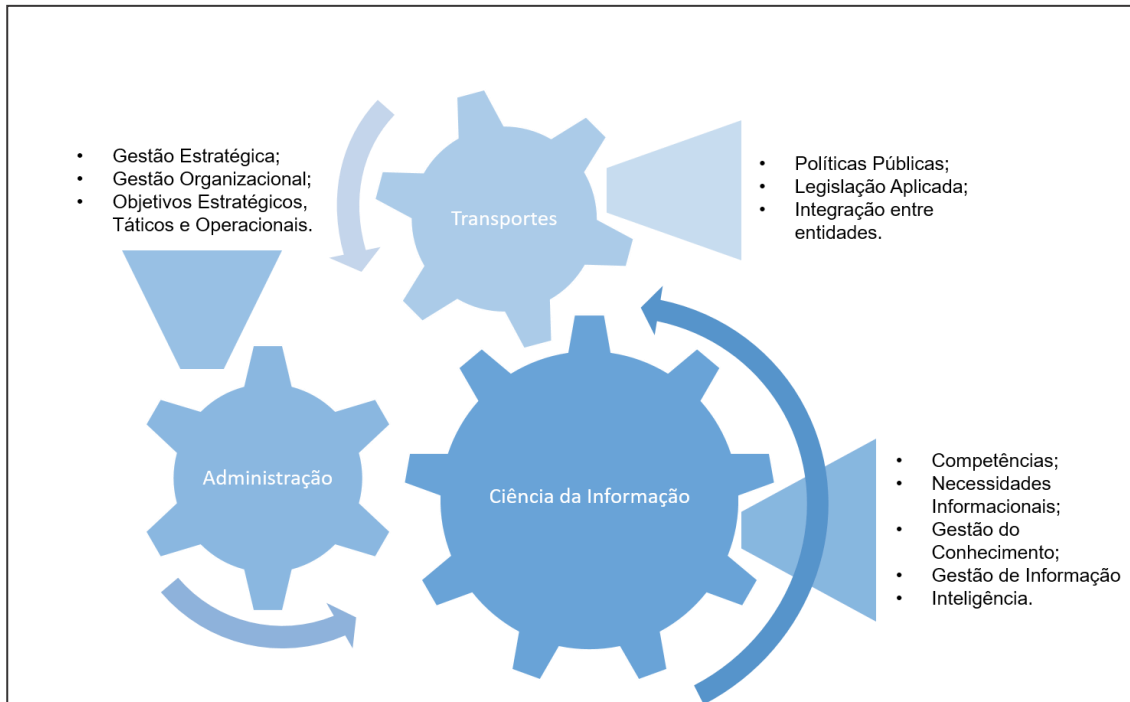 • Gestão Estratégica;
• Gestão Organizacional;
• Objetivos Estratégicos,
Táticos e Operacionais.
Transportes
• Políticas Públicas;
• Legislação Aplicada;
• Integração entre
entidades.
Administração
Ciência da Informação
• Competências;
• Necessidades
Informacionais;
• Gestão do
Conhecimento;
• Gestão de Informação
• Inteligência.